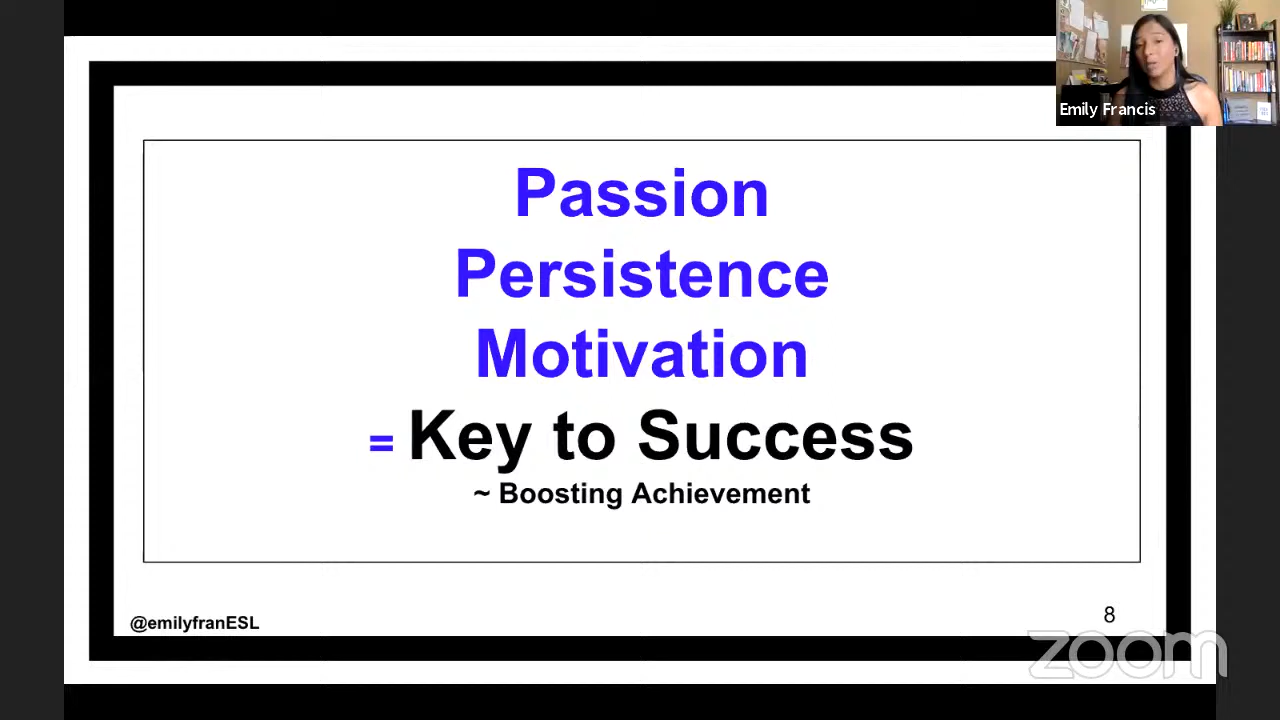 Emily Francis
Passion
Persistence
Motivation
= Key to Success
~ Boosting Achievement
@emilyfranESL
8
zoom